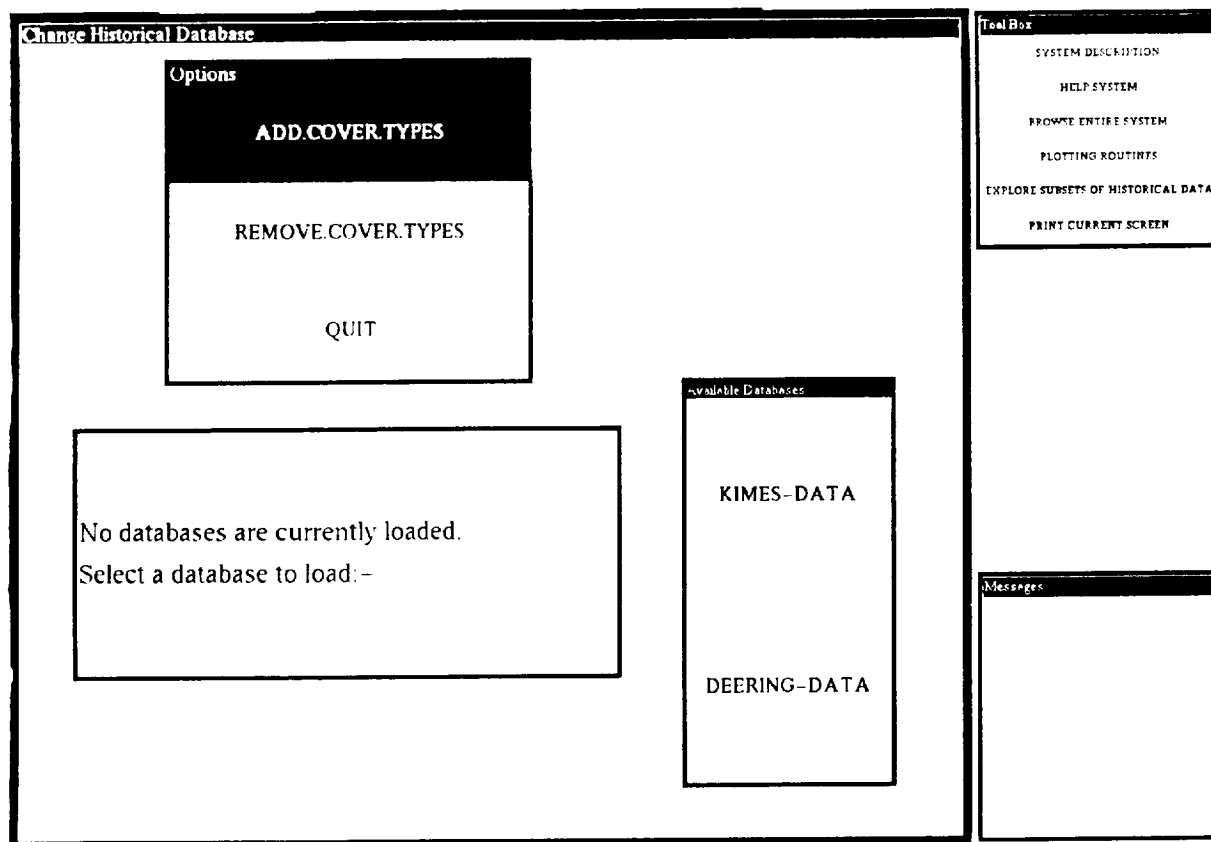 Change Historical Database
Options
ADD.COVER.TYPES
REMOVE.COVER.TYPES
QUIT
No databases are currently loaded.
Select a database to load:-
Available Databases
KIMES-DATA
DEERING-DATA
Tool Box
SYSTEM DESCRIPTION
HELP SYSTEM
BROWSE ENTIRE SYSTEM
PLOTTING ROUTINES
EXPLORE SUBSETS OF HISTORICAL DATA
PRINT CURRENT SCREEN
Messages